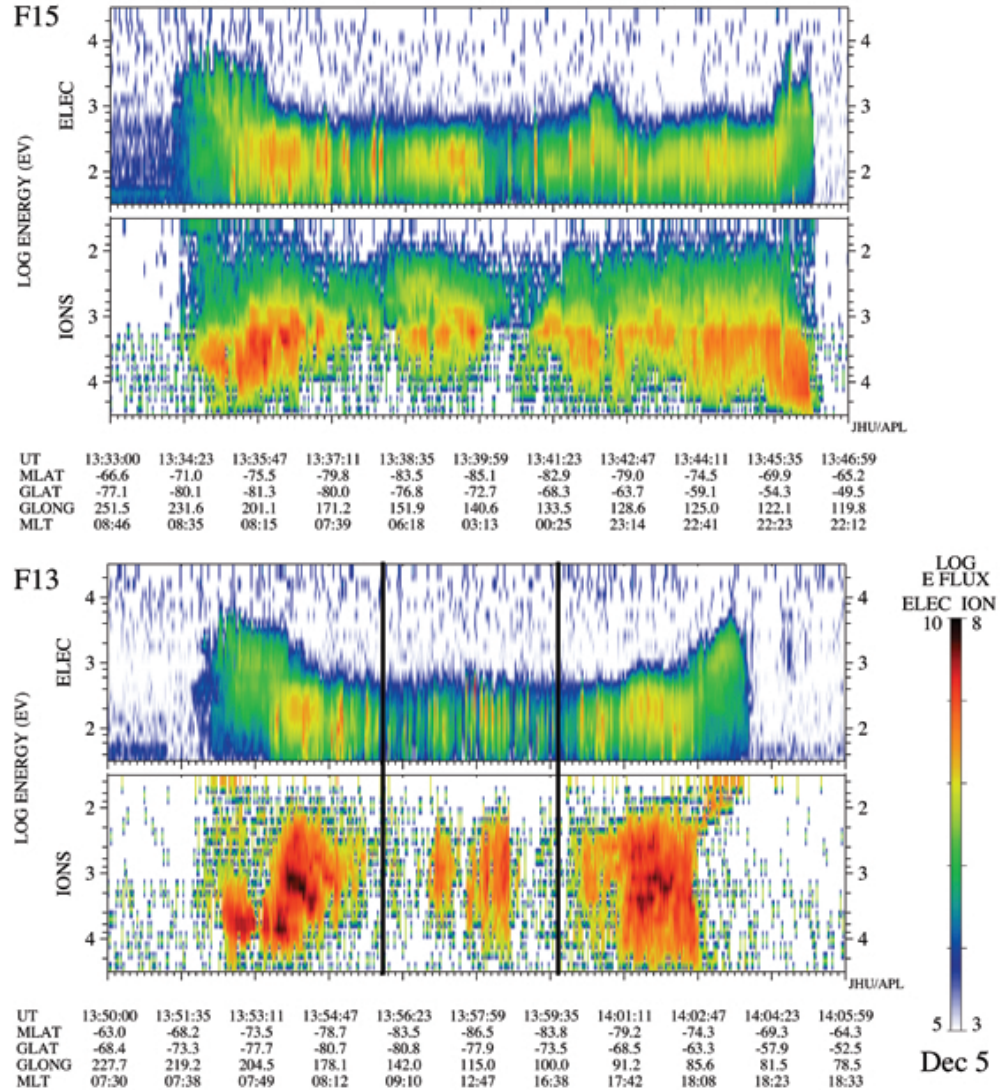 F15
4
3
2
ELEC
4
3
2
LOG ENERGY (EV)
2
3
4
IONS
2
3
4
JHU/APL
UT 13:33:00 13:34:23 13:35:47 13:37:11 13:38:35 13:39:59 13:41:23 13:42:47 13:44:11 13:45:35 13:46:59
MLAT -66.6 -71.0 -75.5 -79.8 -83.5 -85.1 -82.9 -79.0 -74.5 -69.9 -65.2
GLAT -77.1 -80.1 -81.3 -80.0 -76.8 -72.7 -68.3 -63.7 -59.1 -54.3 -49.5
GLONG 251.5 231.6 201.1 171.2 151.9 140.6 133.5 128.6 125.0 122.1 119.8
MLT 08:46 08:35 08:15 07:39 06:18 03:13 00:25 23:14 22:41 22:23 22:12
F13
4
3
2
ELEC
4
3
2
LOG ENERGY (EV)
2
3
4
IONS
2
3
4
JHU/APL
UT 13:50:00 13:51:35 13:53:11 13:54:47 13:56:23 13:57:59 13:59:35 14:01:11 14:02:47 14:04:23 14:05:59
MLAT -63.0 -68.2 -73.5 -78.7 -83.5 -86.5 -83.8 -79.2 -74.3 -69.3 -64.3
GLAT -68.4 -73.3 -77.7 -80.7 -80.8 -77.9 -73.5 -68.5 -63.3 -57.9 -52.5
GLONG 227.7 219.2 204.5 178.1 142.0 115.0 100.0 91.2 85.6 81.5 78.5
MLT 07:30 07:38 07:49 08:12 09:10 12:47 16:38 17:42 18:08 18:23 18:33
LOG
E FLUX
ELEC ION
10 8
5 3
Dec 5